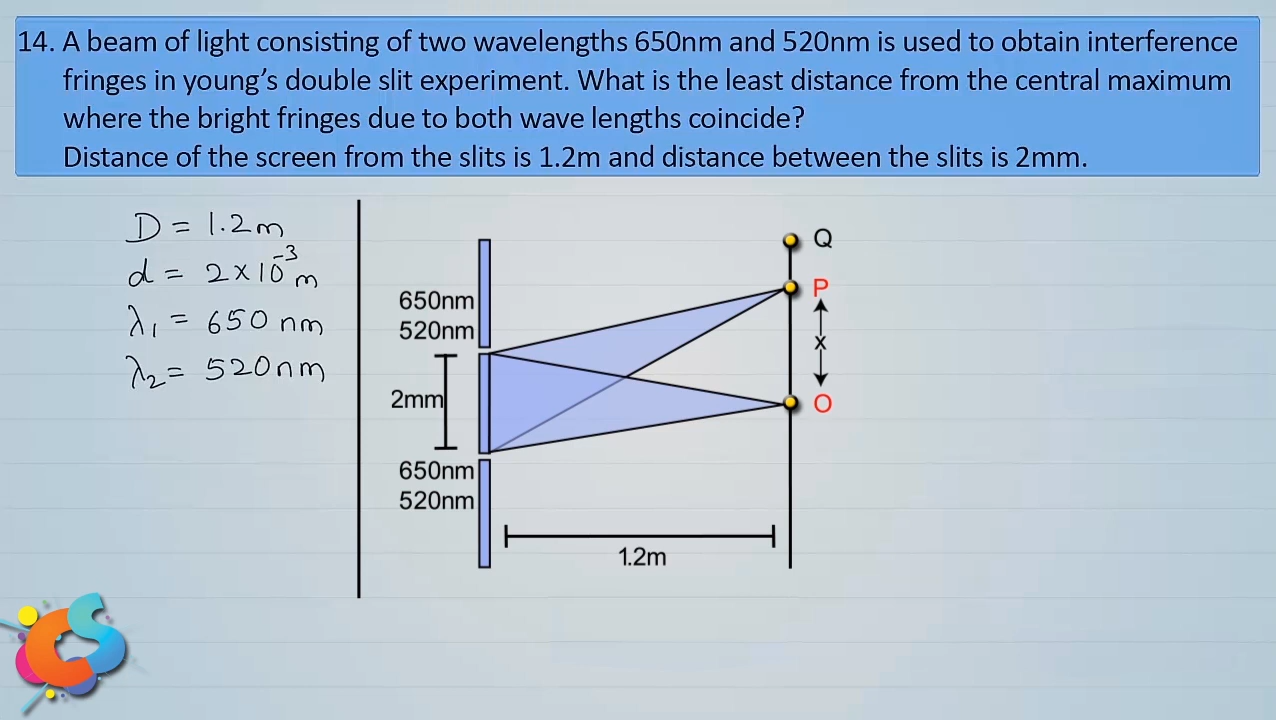 14. A beam of light consisting of two wavelengths 650nm and 520nm is used to obtain interference
fringes in young's double slit experiment. What is the least distance from the central maximum
where the bright fringes due to both wave lengths coincide?
Distance of the screen from the slits is 1.2m and distance between the slits is 2mm.
D = 1.2m
d = 2×10⁻³m
λ₁ = 650 nm
λ₂ = 520nm
Q
P
x
O
650nm
520nm
2mm
650nm
520nm
1.2m
CS